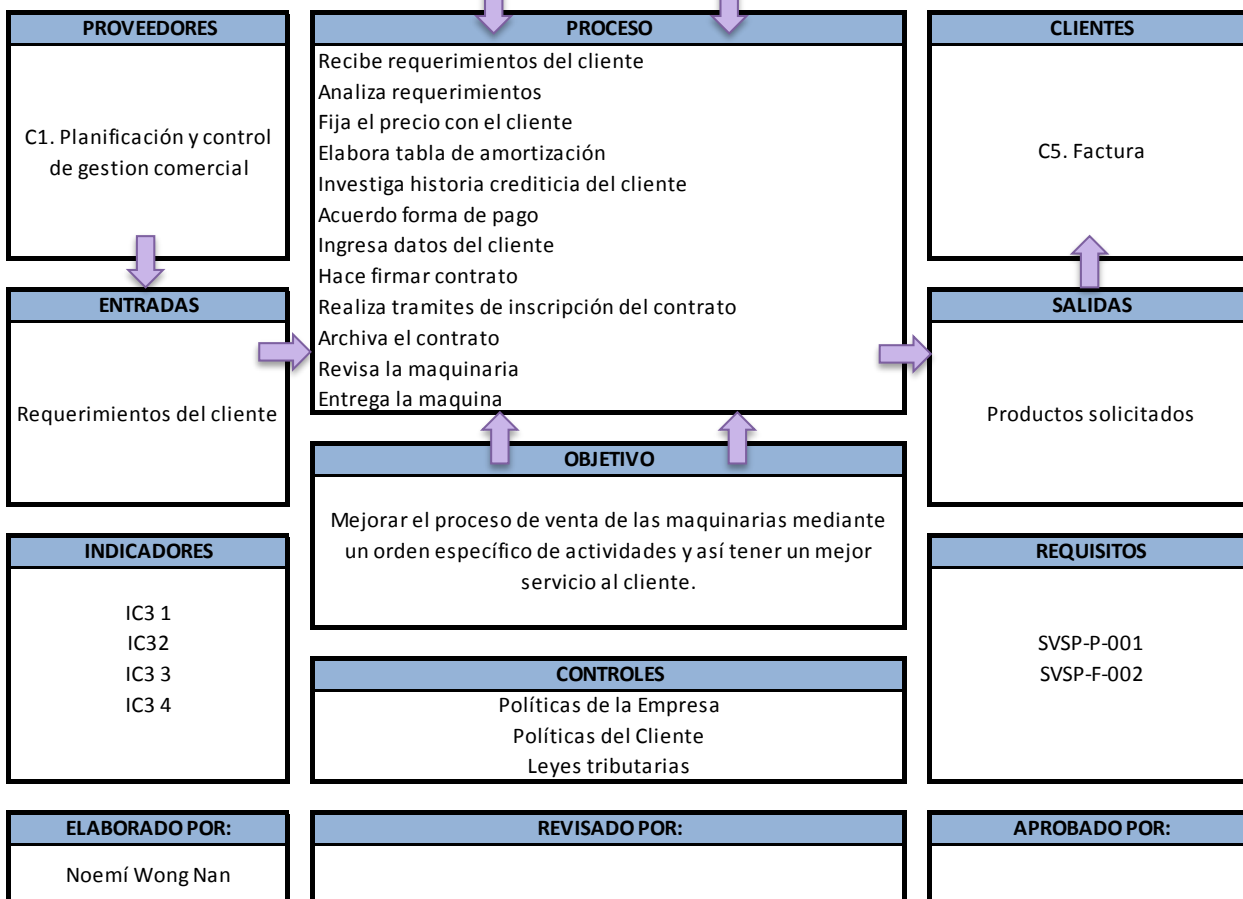 PROVEEDORES
C1. Planificación y control
de gestion comercial
PROCESO
Recibe requerimientos del cliente
Analiza requerimientos
Fija el precio con el cliente
Elabora tabla de amortización
Investiga historia crediticia del cliente
Acuerdo forma de pago
Ingresa datos del cliente
Hace firmar contrato
Realiza tramites de inscripción del contrato
Archiva el contrato
Revisa la maquinaria
Entrega la maquina
CLIENTES
C5. Factura
ENTRADAS
Requerimientos del cliente
SALIDAS
Productos solicitados
OBJETIVO
Mejorar el proceso de venta de las maquinarias mediante
un orden específico de actividades y así tener un mejor
servicio al cliente.
INDICADORES
IC3 1
IC32
IC3 3
IC3 4
CONTROLES
Políticas de la Empresa
Políticas del Cliente
Leyes tributarias
REQUISITOS
SVSP-P-001
SVSP-F-002
ELABORADO POR:
Noemí Wong Nan
REVISADO POR:
APROBADO POR: